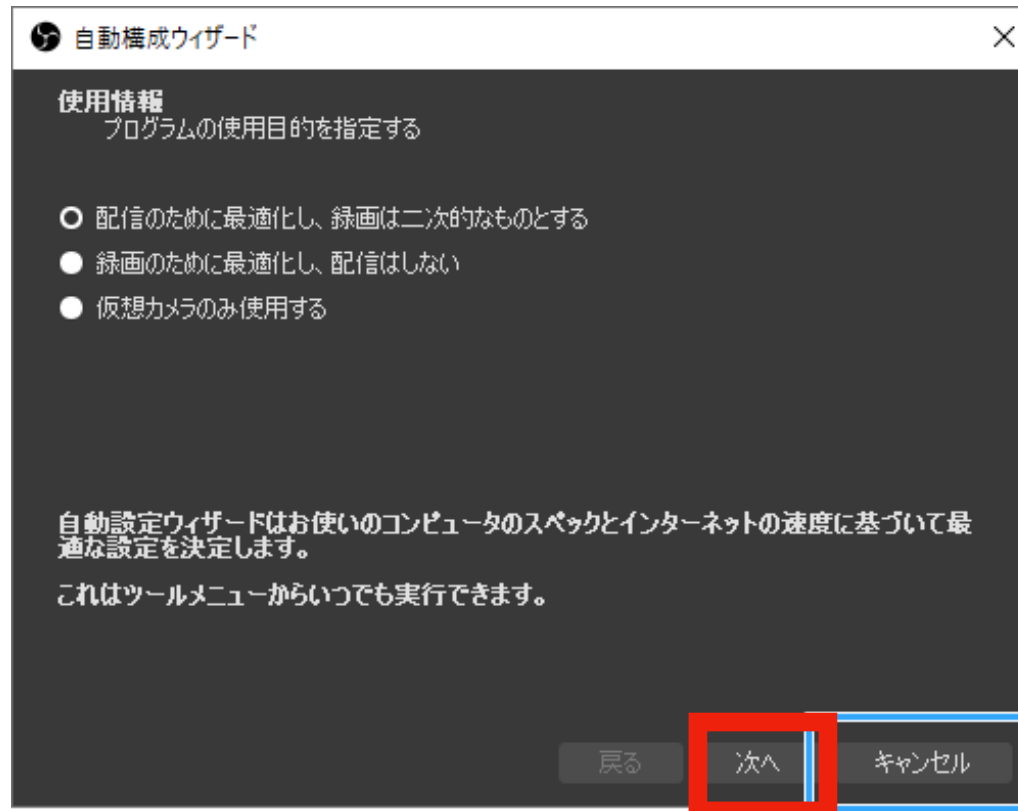 自動構成ウィザード
使用情報
プログラムの使用目的を指定する
配信のために最適化し、録画は二次的なものとする
録画のために最適化し、配信はしない
仮想カメラのみ使用する
自動設定ウィザードはお使いのコンピュータのスペックとインターネットの速度に基づいて最
適な設定を決定します。
これはツールメニューからいつでも実行できます。
戻る 次へ キャンセル